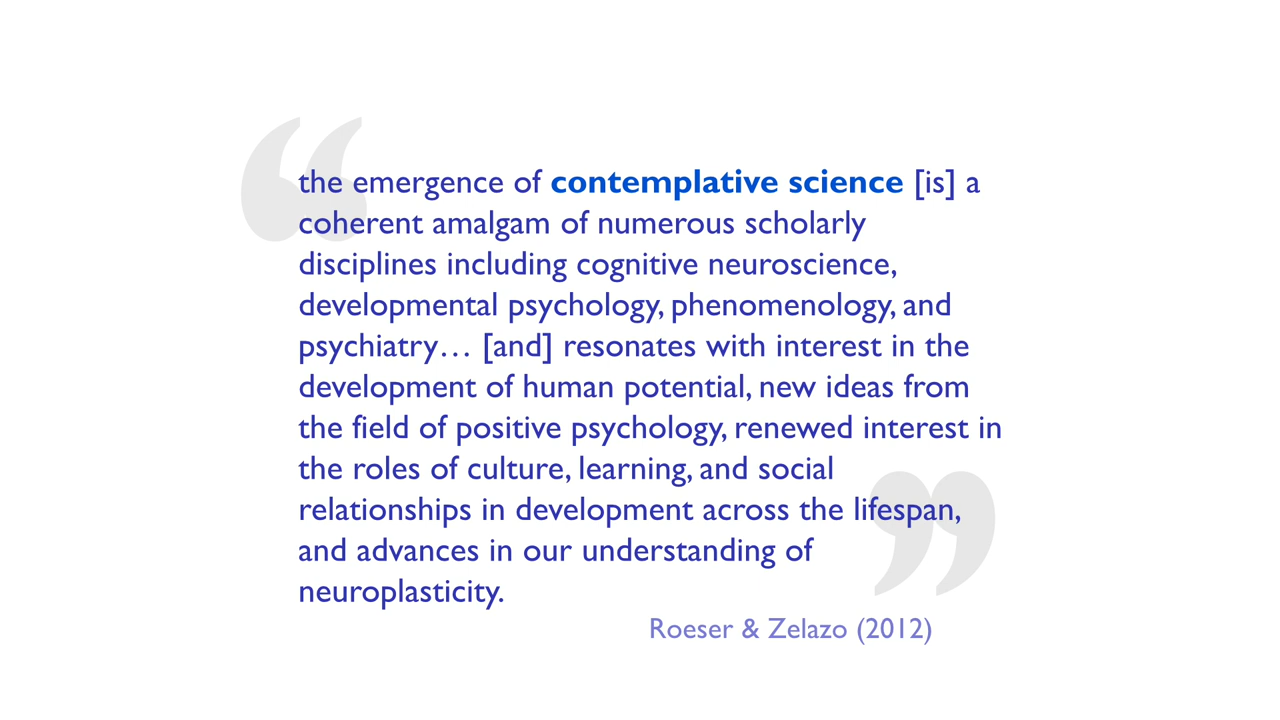 the emergence of contemplative science [is] a
coherent amalgam of numerous scholarly
disciplines including cognitive neuroscience,
developmental psychology, phenomenology, and
psychiatry… [and] resonates with interest in the
development of human potential, new ideas from
the field of positive psychology, renewed interest in
the roles of culture, learning, and social
relationships in development across the lifespan,
and advances in our understanding of
neuroplasticity.
Roeser & Zelazo (2012)